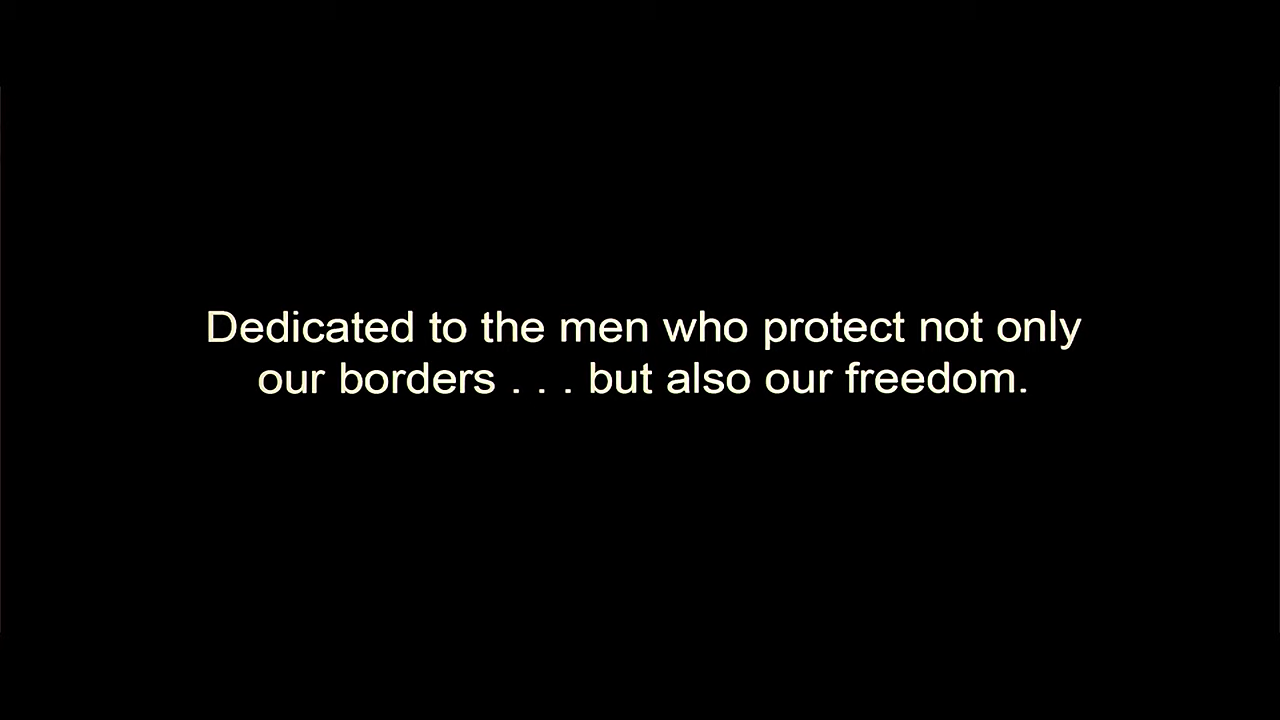 Dedicated to the men who protect not only
our borders . . . but also our freedom.